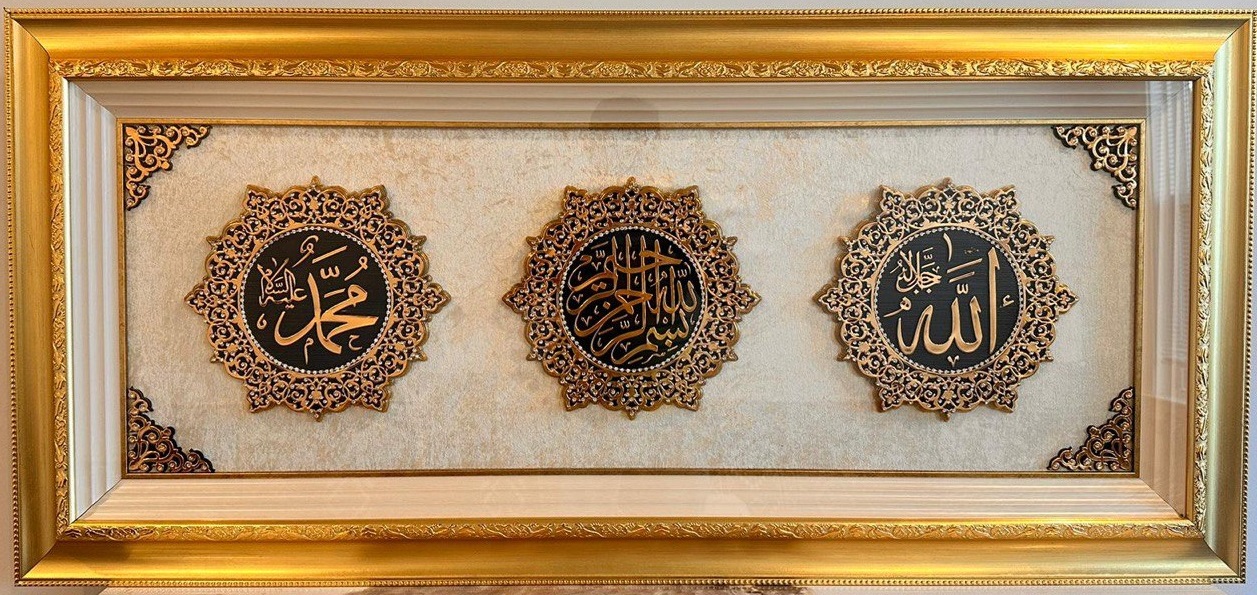 الله جل جلاله
بسم الله الرحمن الرحيم
محمد عليه السلام